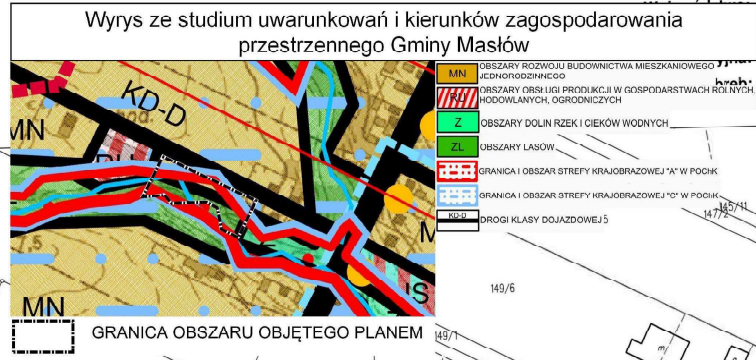 Wyrys ze studium uwarunkowań i kierunków zagospodarowania
przestrzennego Gminy Masłów
KD-D
MN
MN
MN OBSZARY ROZWOJU BUDOWNICTWA MIESZKANIOWEGO
JEDNORODZINNEGO
RU OBSZARY OBSŁUGI PRODUKCJI W GOSPODARSTWACH ROLNYCH,
HODOWLANYCH, OGRODNICZYCH
Z OBSZARY DOLIN RZEK I CIEKÓW WODNYCH
ZL OBSZARY LASÓW
GRANICA I OBSZAR STREFY KRAJOBRAZOWEJ "A" W POChK
GRANICA I OBSZAR STREFY KRAJOBRAZOWEJ "C" W POChK
KD-D DROGI KLASY DOJAZDOWEJ 5
GRANICA OBSZARU OBJĘTEGO PLANEM
145/11
147/2
149/6
149/1